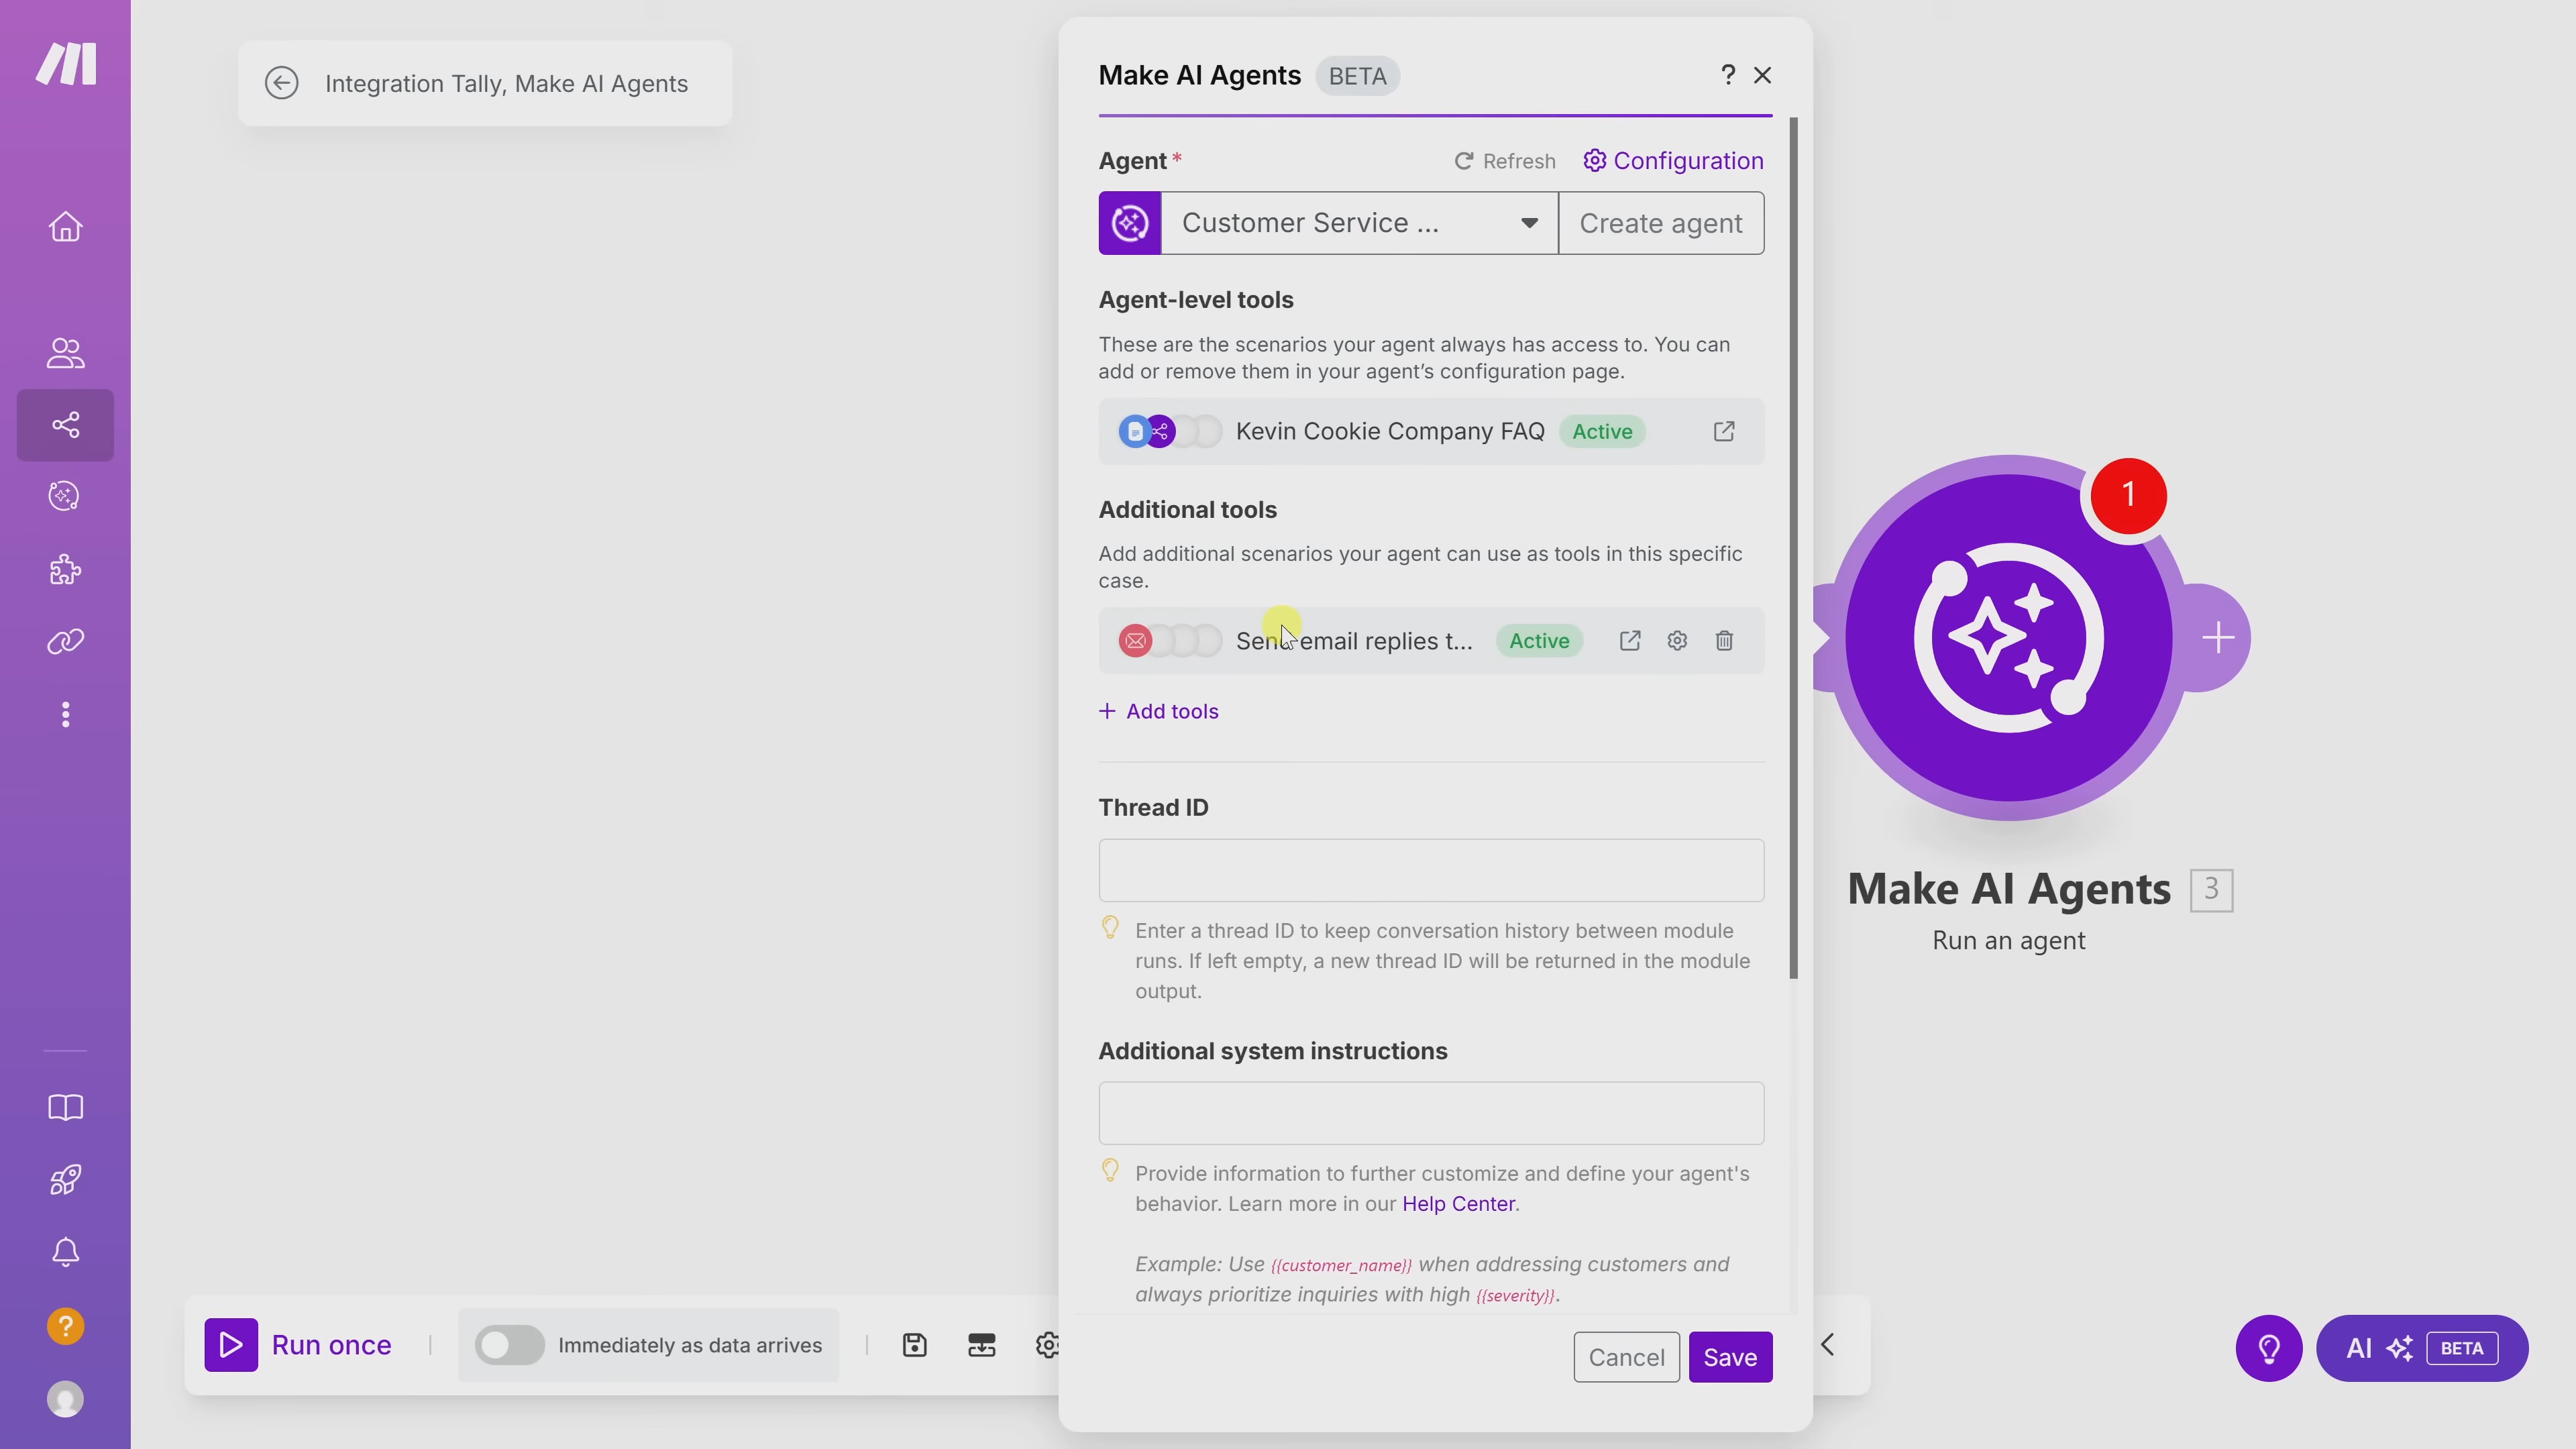 Integration Tally, Make AI Agents
Make AI Agents BETA ?
Agent* Refresh Configuration
Customer Service ... Create agent
Agent-level tools
These are the scenarios your agent always has access to. You can
add or remove them in your agent’s configuration page.
Kevin Cookie Company FAQ Active
Additional tools
Add additional scenarios your agent can use as tools in this specific
case.
Send email replies t... Active
+ Add tools
Thread ID
Enter a thread ID to keep conversation history between module
runs. If left empty, a new thread ID will be returned in the module
output.
Additional system instructions
Provide information to further customize and define your agent's
behavior. Learn more in our Help Center.
Example: Use {{customer_name}} when addressing customers and
always prioritize inquiries with high {{severity}}.
Cancel Save
1
Make AI Agents 3
Run an agent
?
Run once Immediately as data arrives
AI BETA